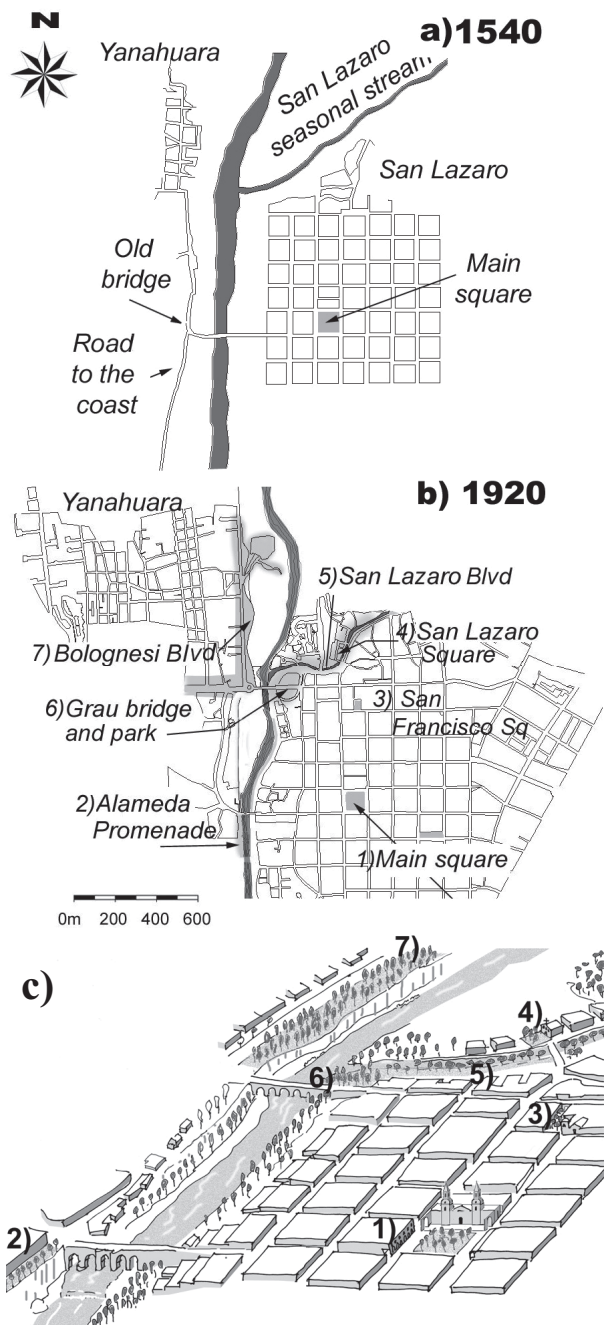 N
a)1540
Yanahuara
San Lazaro
seasonal stream
San Lazaro
Old
bridge
Main
square
Road
to the
coast
b) 1920
Yanahuara
5)San Lazaro Blvd
4)San Lazaro
Square
7)Bolognesi Blvd
3) San
Francisco Sq
6)Grau bridge
and park
2)Alameda
Promenade
1)Main square
0m 200 400 600
c)
7)
4)
6)
5)
3)
1)
2)